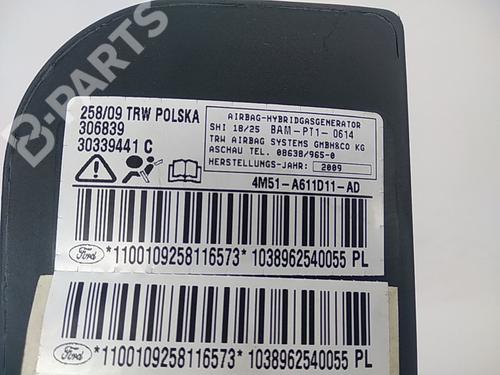 B-PARTS
258/09 TRW POLSKA
306839
30339441 C
AIRBAG-HYBRIDGASGENERATOR
SHI 18/25 BAM-PT1-0614
TRW AIRBAG SYSTEMS GMBH&CO KG
ASCHAU TEL. 08638/965-0
HERSTELLUNGS-JAHR: 2009
4M51-A611D11-AD
Ford *1100109258116573* 1038962540055 PL
Ford *1100109258116573* 1038962540055 PL